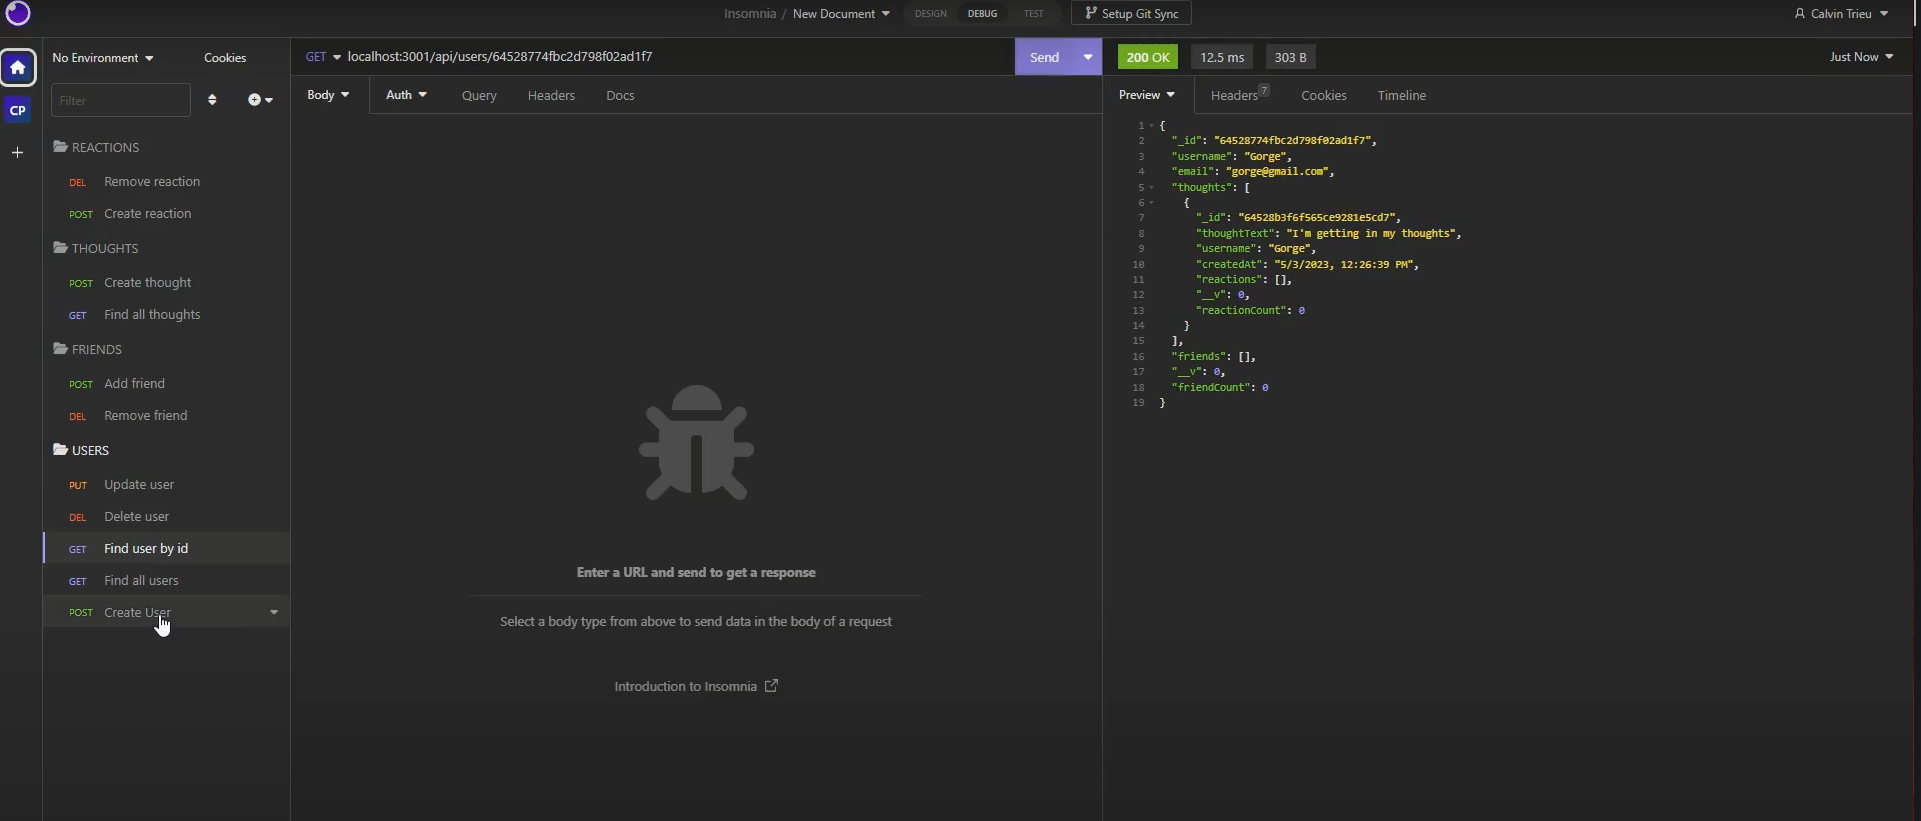 Insomnia / New Document
DESIGN DEBUG TEST
Setup Git Sync
Calvin Trieu
CP
No Environment
Cookies
Filter
REACTIONS
DEL Remove reaction
POST Create reaction
THOUGHTS
POST Create thought
GET Find all thoughts
FRIENDS
POST Add friend
DEL Remove friend
USERS
PUT Update user
DEL Delete user
GET Find user by id
GET Find all users
POST Create User
GET localhost:3001/api/users/64528774fbc2d798f02ad1f7
Send
Body Auth Query Headers Docs
Enter a URL and send to get a response
Select a body type from above to send data in the body of a request
Introduction to Insomnia
200 OK 12.5 ms 303 B
Just Now
Preview Headers 7 Cookies Timeline
1 {
2 "_id": "64528774fbc2d798f02ad1f7",
3 "username": "Gorge",
4 "email": "gorge@gmail.com",
5 "thoughts": [
6 {
7 "_id": "64528b3f6f565ce9281e5cd7",
8 "thoughtText": "I'm getting in my thoughts",
9 "username": "Gorge",
10 "createdAt": "5/3/2023, 12:26:39 PM",
11 "reactions": [],
12 "__v": 0,
13 "reactionCount": 0
14 }
15 ],
16 "friends": [],
17 "__v": 0,
18 "friendCount": 0
19 }